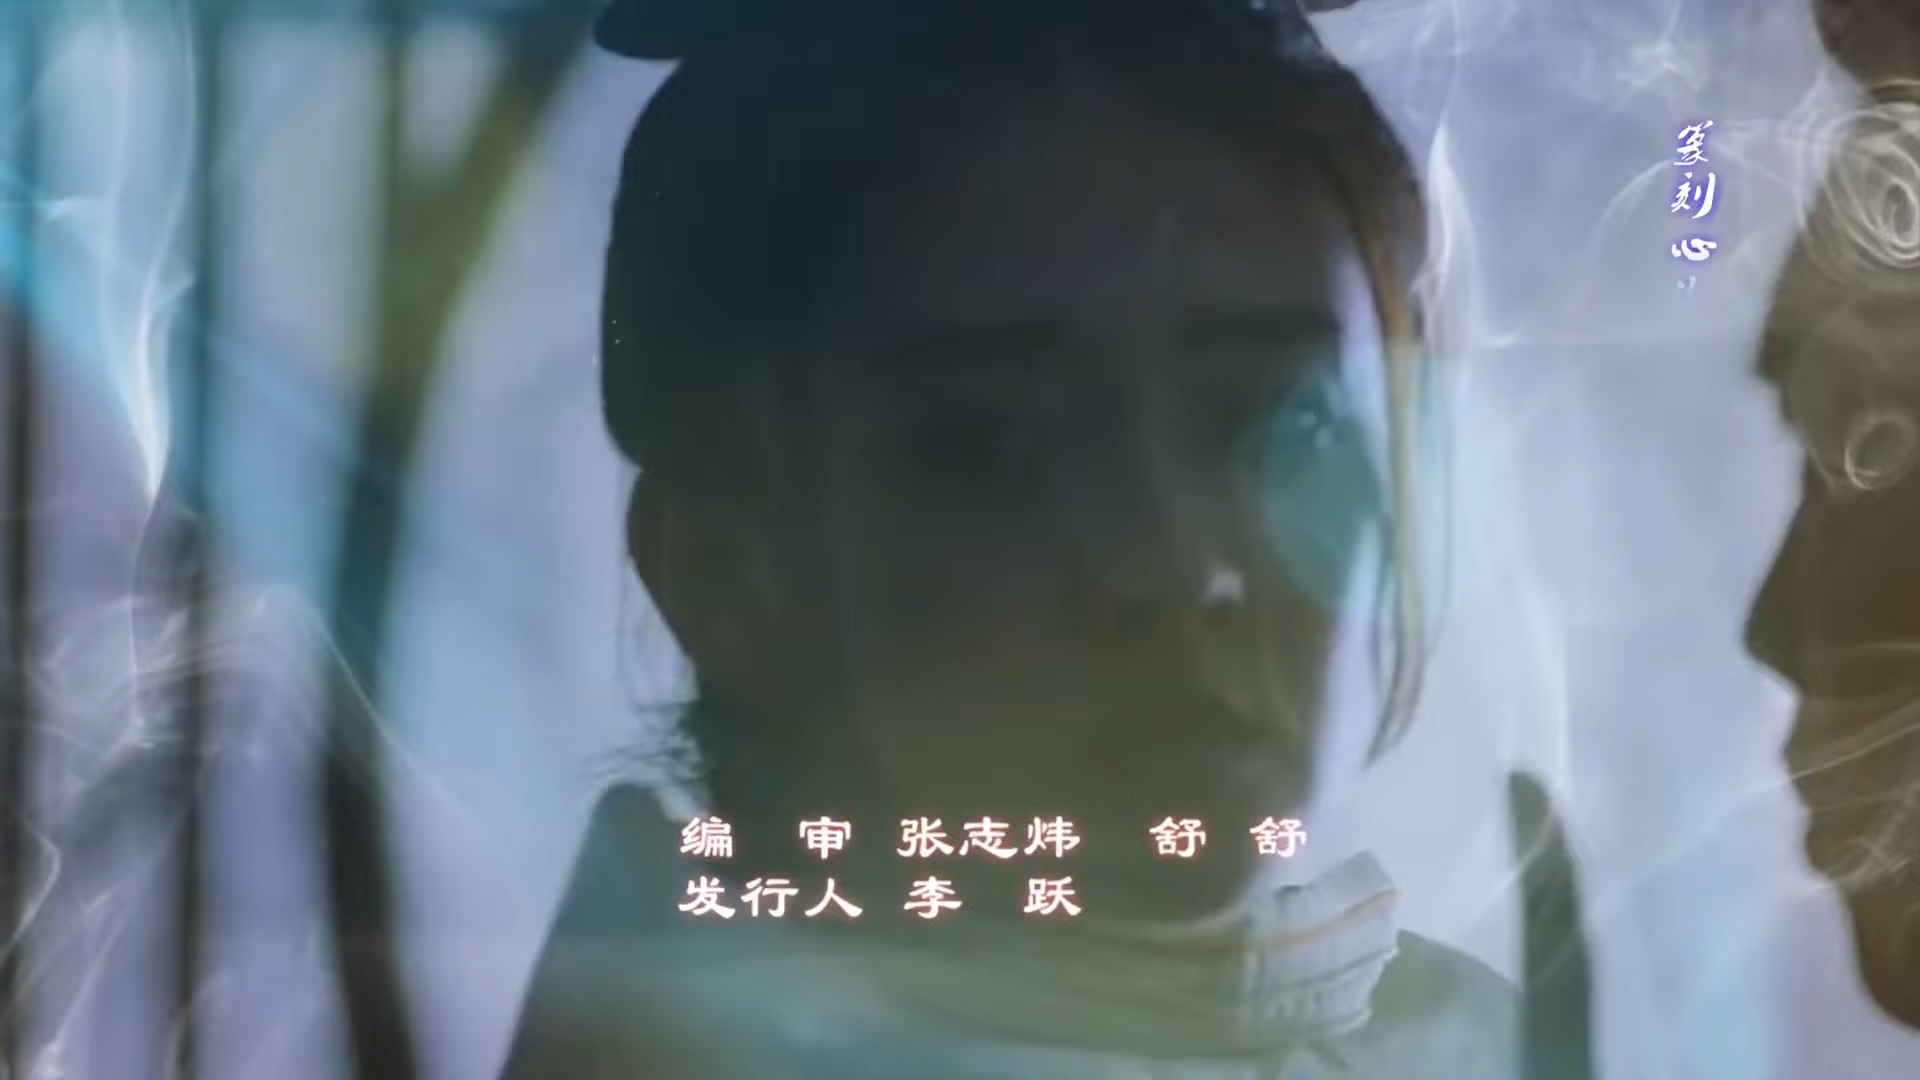 篆刻心
编 审 张志炜 舒 舒
发行人 李 跃